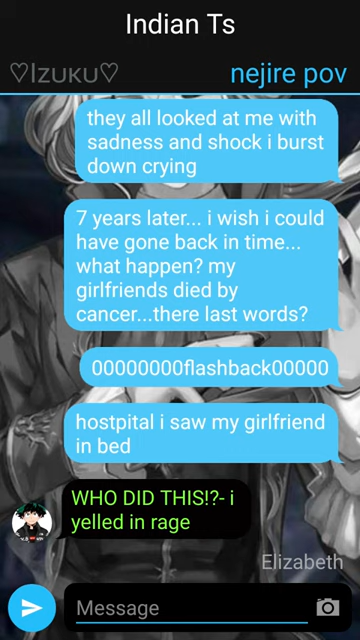 Indian Ts
♡Izuku♡
nejire pov
they all looked at me with
sadness and shock i burst
down crying
7 years later... i wish i could
have gone back in time...
what happen? my
girlfriends died by
cancer...there last words?
00000000flashback00000
hostpital i saw my girlfriend
in bed
WHO DID THIS!?- i
yelled in rage
Elizabeth
Message